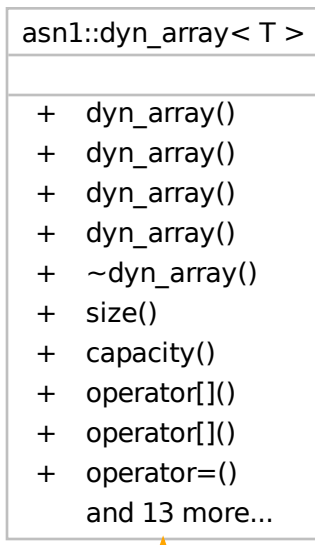 asn1::dyn_array< T >
+ dyn_array()
+ dyn_array()
+ dyn_array()
+ dyn_array()
+ ~dyn_array()
+ size()
+ capacity()
+ operator[]()
+ operator[]()
+ operator=()
and 13 more...